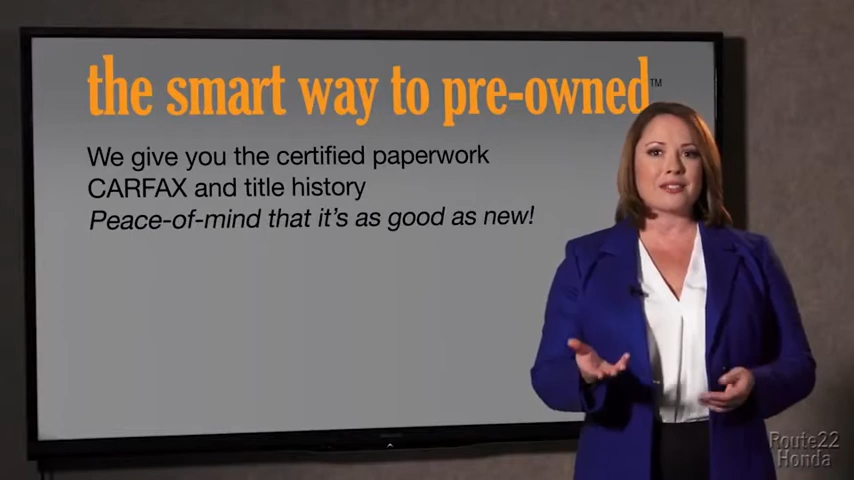 the smart way to pre-owned™
We give you the certified paperwork
CARFAX and title history
Peace-of-mind that it's as good as new!
Route22
Honda